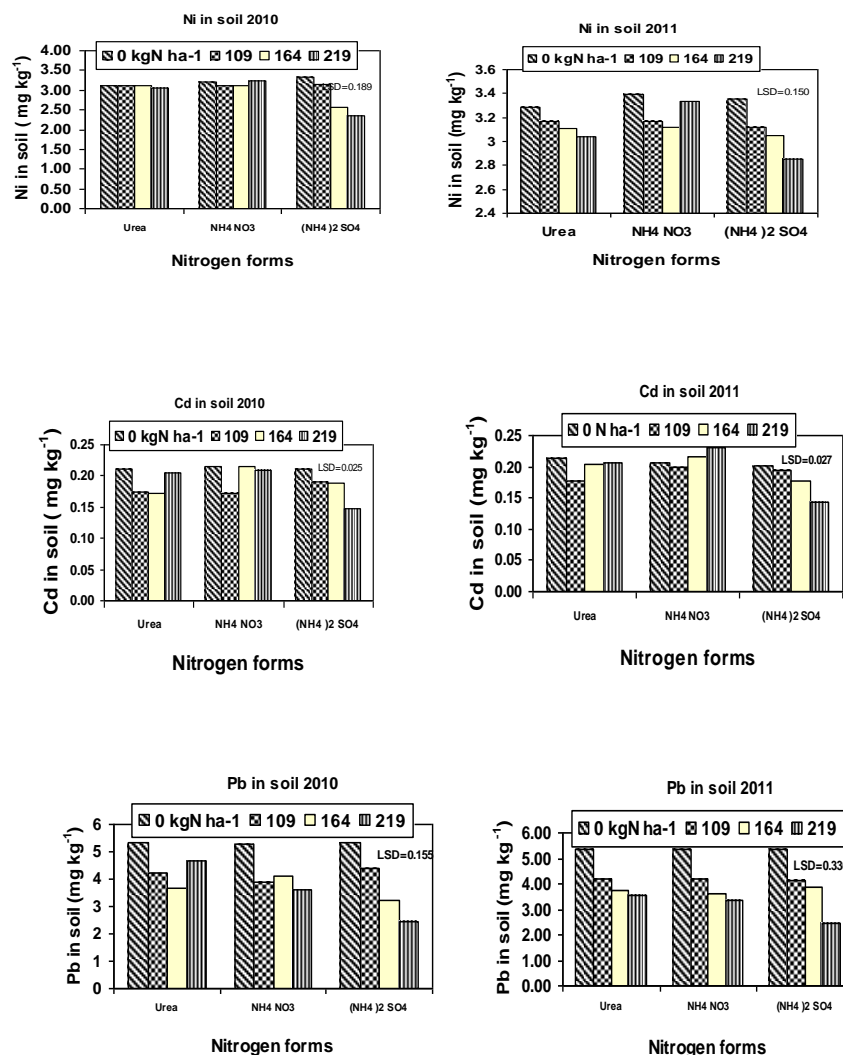 Ni in soil 2010
0 kgN ha-1 109 164 219
Ni in soil (mg kg-1)
4.00
3.50
3.00
2.50
2.00
1.50
1.00
0.50
0.00
LSD=0.189
Urea NH4 NO3 (NH4 )2 SO4
Nitrogen forms
Ni in soil 2011
0 kgN ha-1 109 164 219
Ni in soil (mg kg-1)
3.6
3.4
3.2
3
2.8
2.6
2.4
LSD=0.150
Urea NH4 NO3 (NH4 )2 SO4
Nitrogen forms
Cd in soil 2010
0 kgN ha-1 109 164 219
Cd in soil ( mg kg-1)
0.25
0.20
0.15
0.10
0.05
0.00
LSD=0.025
Urea NH4 NO3 (NH4 )2 SO4
Nitrogen forms
Cd in soil 2011
0 N ha-1 109 164 219
Cd in soil (mg kg-1)
0.25
0.20
0.15
0.10
0.05
0.00
LSD=0.027
Urea NH4 NO3 (NH4 )2 SO4
Nitrogen forms
Pb in soil 2010
0 kgN ha-1 109 164 219
Pb in soil (mg kg-1)
6
5
4
3
2
1
0
LSD=0.155
Urea NH4 NO3 (NH4 )2 SO4
Nitrogen forms
Pb in soil 2011
0 kgN ha-1 109 164 219
Pb in soil (mg kg-1)
6.00
5.00
4.00
3.00
2.00
1.00
0.00
LSD=0.33
Urea NH4 NO3 (NH4 )2 SO4
Nitrogen forms